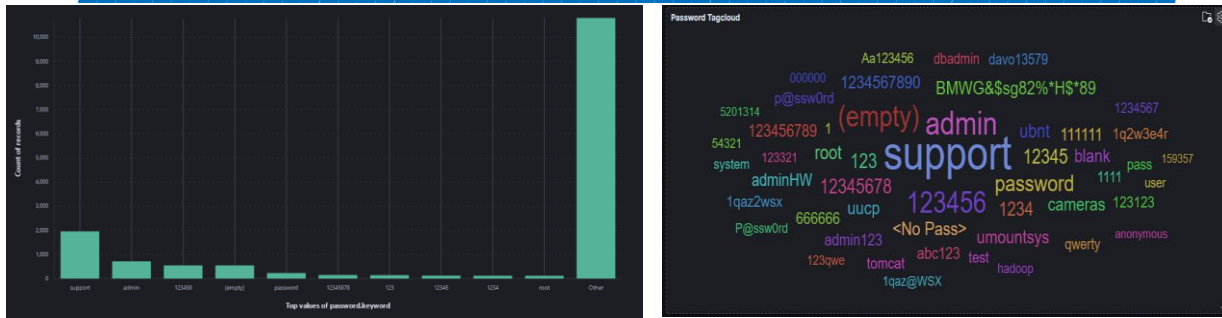 10,000
9,000
8,000
7,000
6,000
5,000
4,000
3,000
2,000
1,000
0
Count of records
support admin 123456 (empty) password 12345678 123 12345 1234 root Other
Top values of password.keyword
Password Tagcloud
Aa123456 dbadmin davo13579
000000 1234567890 BMWG&$sg82%*H$*89
p@ssw0rd 1234567
5201314 (empty) admin
123456789 1 ubnt 111111 1q2w3e4r
54321 support
system 123321 root 123 12345 blank pass 159357
adminHW 12345678 password 1111 user
1qaz2wsx uucp 123456 1234 cameras 123123
P@ssw0rd 666666 <No Pass>
admin123 umountsys qwerty anonymous
123qwe tomcat abc123 test hadoop
1qaz@WSX